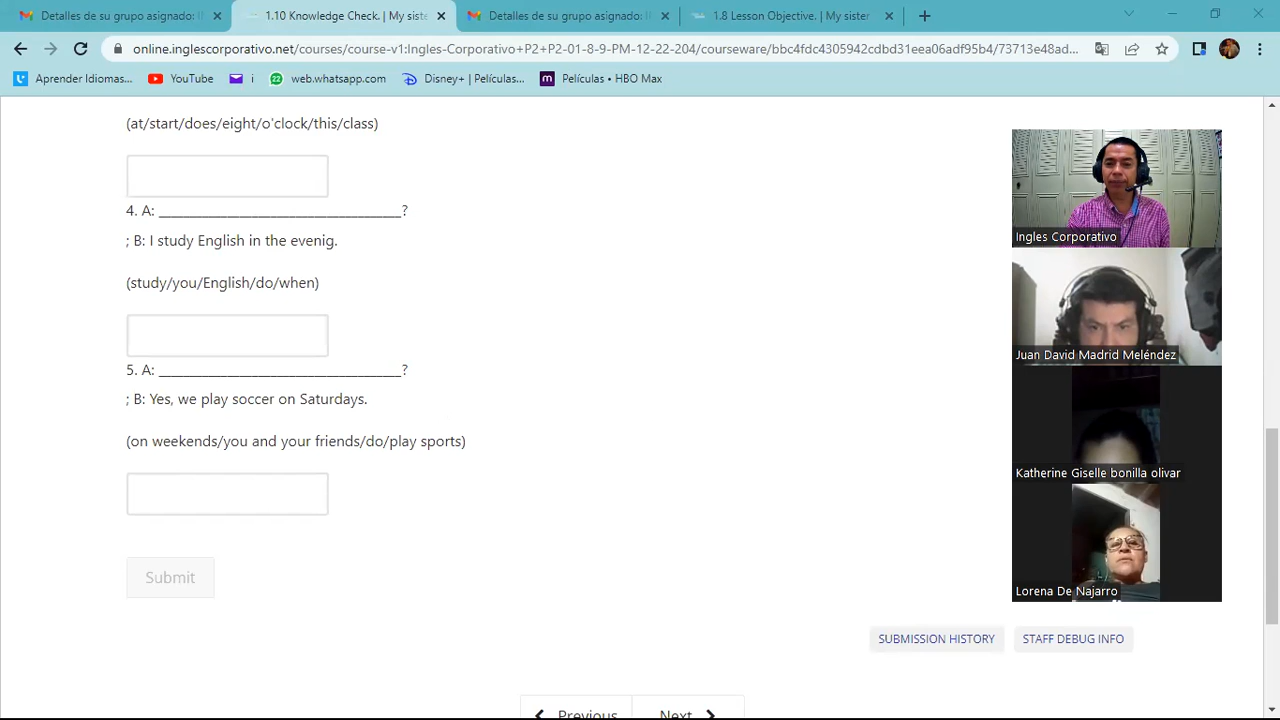 Detalles de su grupo asignado: I
1.10 Knowledge Check. | My sister
Detalles de su grupo asignado: I
1.8 Lesson Objective. | My sister
online.inglescorporativo.net/courses/course-v1:Ingles-Corporativo+P2+P2-01-8-9-PM-12-22-204/courseware/bbc4fdc4305942cdbd31eea06adf95b4/73713e48ad...
Aprender Idiomas...
YouTube
i
22
web.whatsapp.com
Disney+ | Películas,...
m
Películas • HBO Max
(at/start/does/eight/o'clock/this/class)
4. A: ___________________________________?
; B: I study English in the evenig.
(study/you/English/do/when)
5. A: ___________________________________?
; B: Yes, we play soccer on Saturdays.
(on weekends/you and your friends/do/play sports)
Submit
Ingles Corporativo
Juan David Madrid Meléndez
Katherine Giselle bonilla olivar
Lorena De Najarro
SUBMISSION HISTORY
STAFF DEBUG INFO
Previous
Next